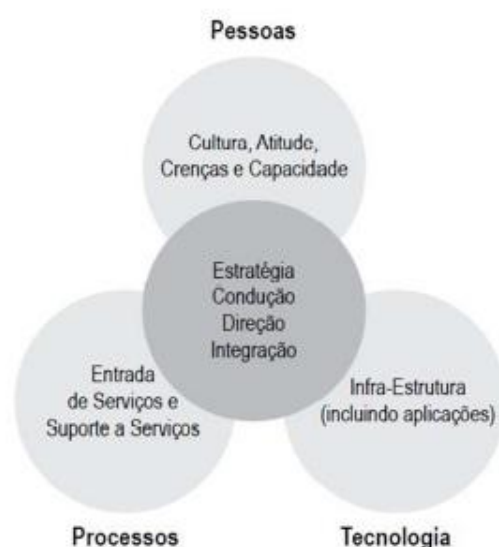 Pessoas
Cultura, Atitude,
Crenças e Capacidade
Estratégia
Condução
Direção
Integração
Entrada
de Serviços e
Suporte a Serviços
Infra-Estrutura
(incluindo aplicações)
Processos
Tecnologia